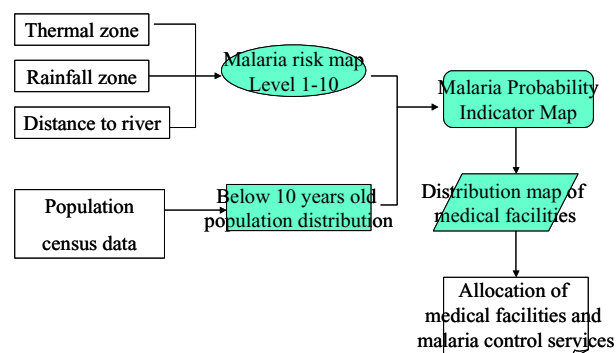 Thermal zone
Rainfall zone
Distance to river
Malaria risk map
Level 1-10
Population
census data
Below 10 years old
population distribution
Malaria Probability
Indicator Map
Distribution map of
medical facilities
Allocation of
medical facilities and
malaria control services